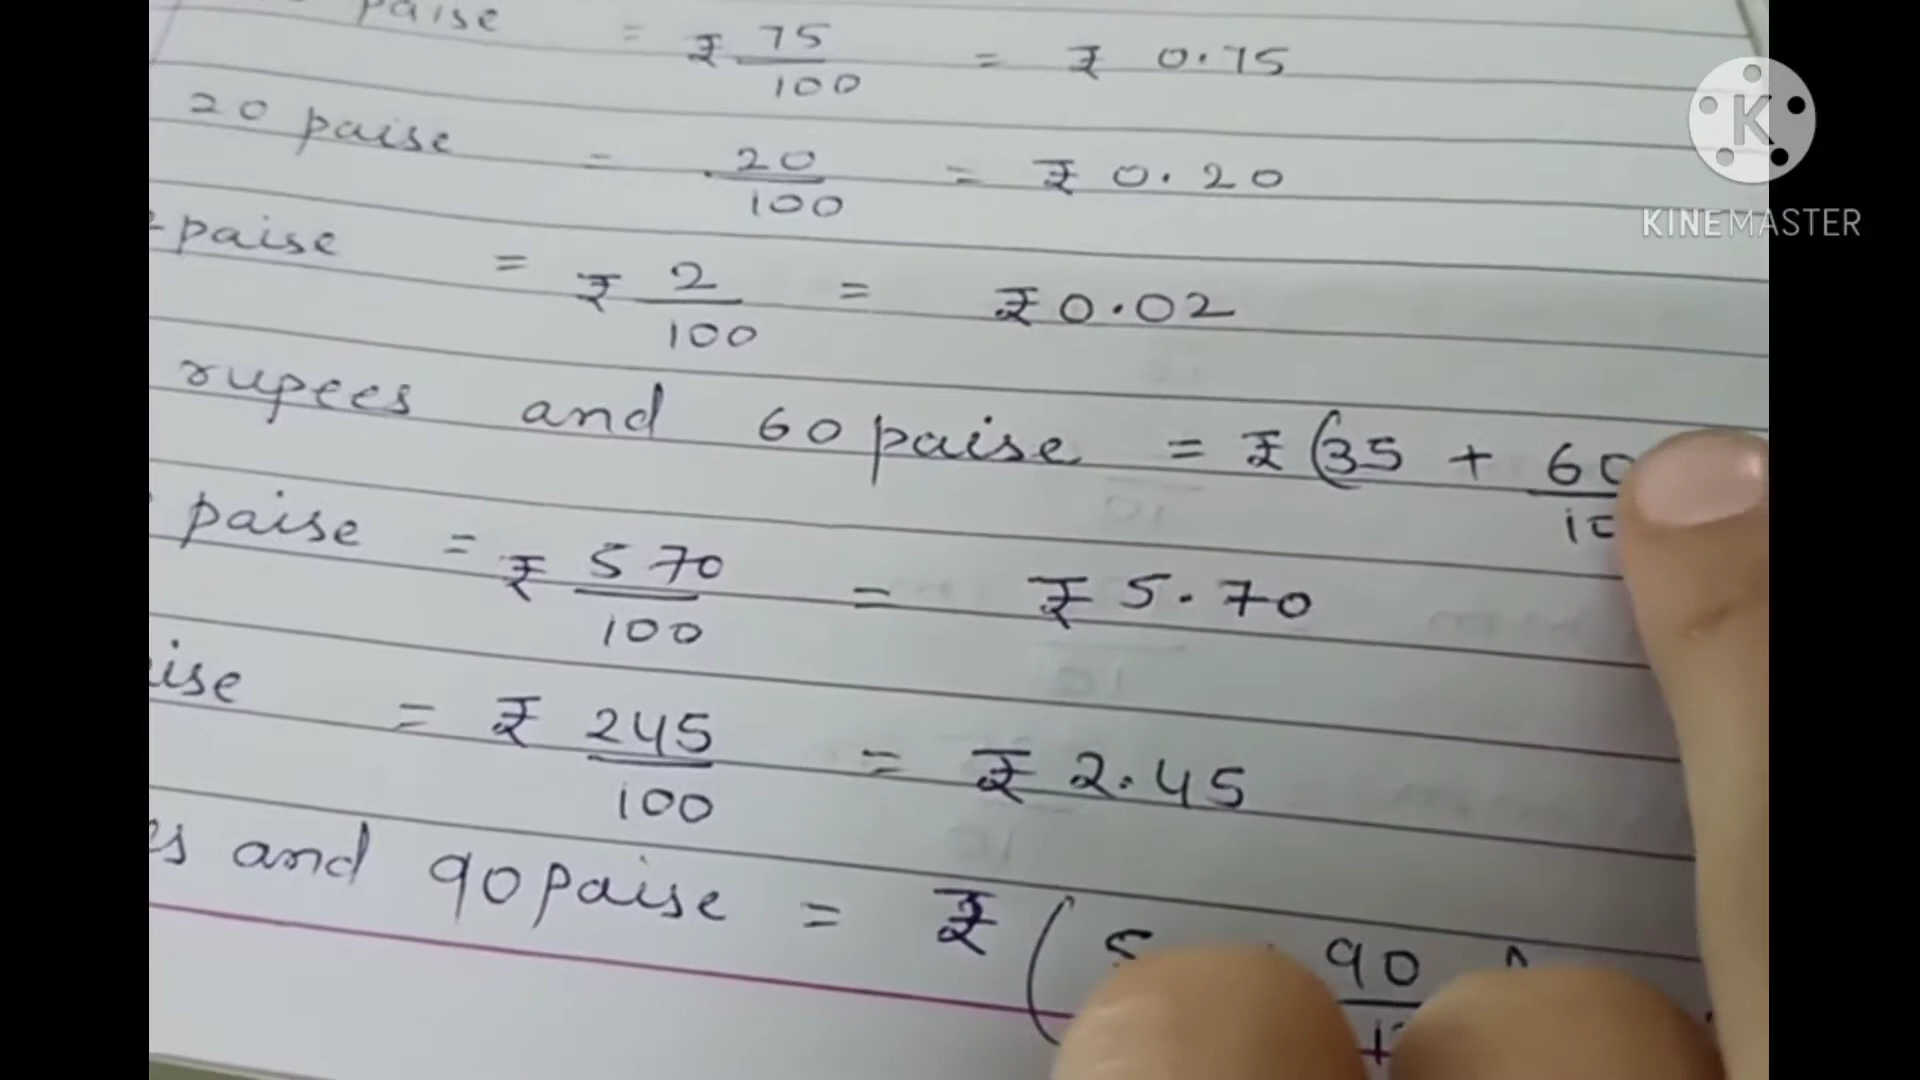 paise = ₹ 75/100 = ₹ 0.75
20 paise = 20/100 = ₹ 0.20
paise = ₹ 2/100 = ₹ 0.02
rupees and 60 paise = ₹ (35 + 60
paise = ₹ 570/100 = ₹ 5.70
= ₹ 245/100 = ₹ 2.45
and 90 paise = ₹ ( 90
K
KINEMASTER